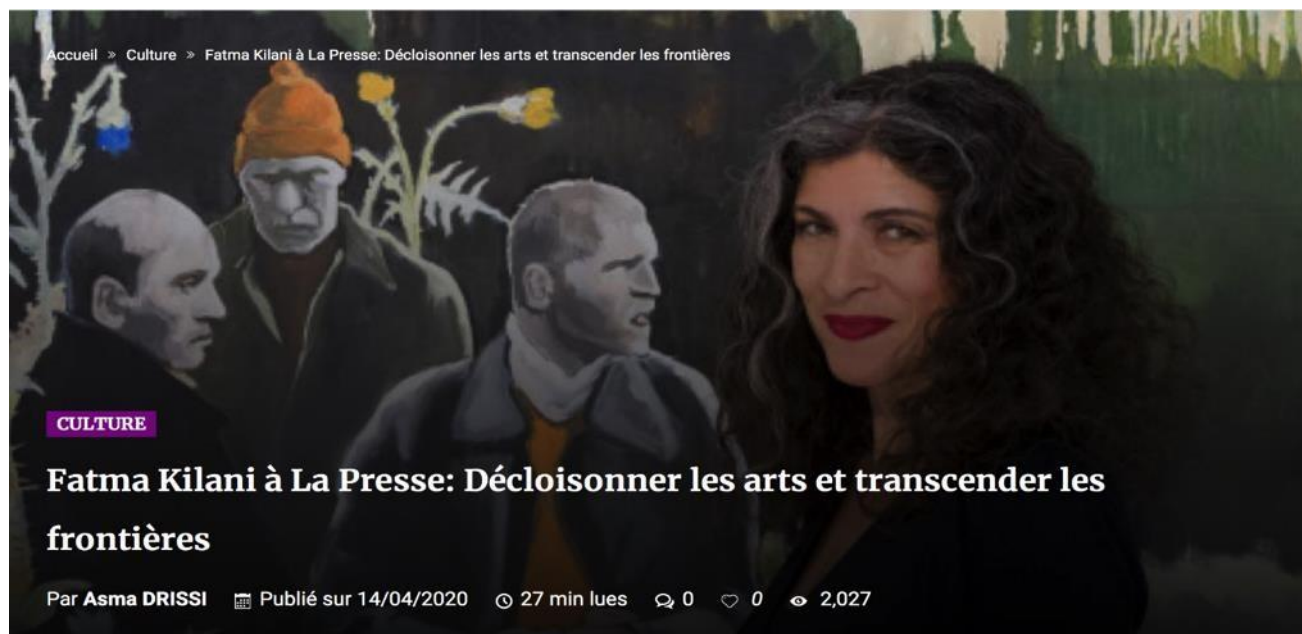 Accueil » Culture » Fatma Kilani à La Presse: Décloisonner les arts et transcender les frontières
CULTURE
Fatma Kilani à La Presse: Décloisonner les arts et transcender les
frontières
Par Asma DRISSI Publié sur 14/04/2020 27 min lues 0 0 2,027